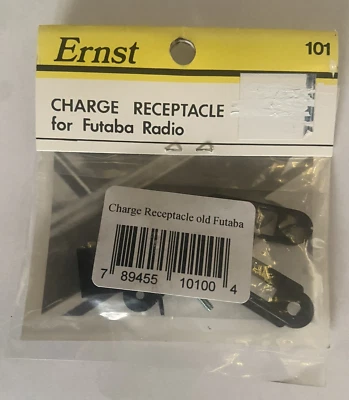 Ernst
101
CHARGE RECEPTACLE
for Futaba Radio
Charge Receptacle old Futaba
7 89455 10100 4